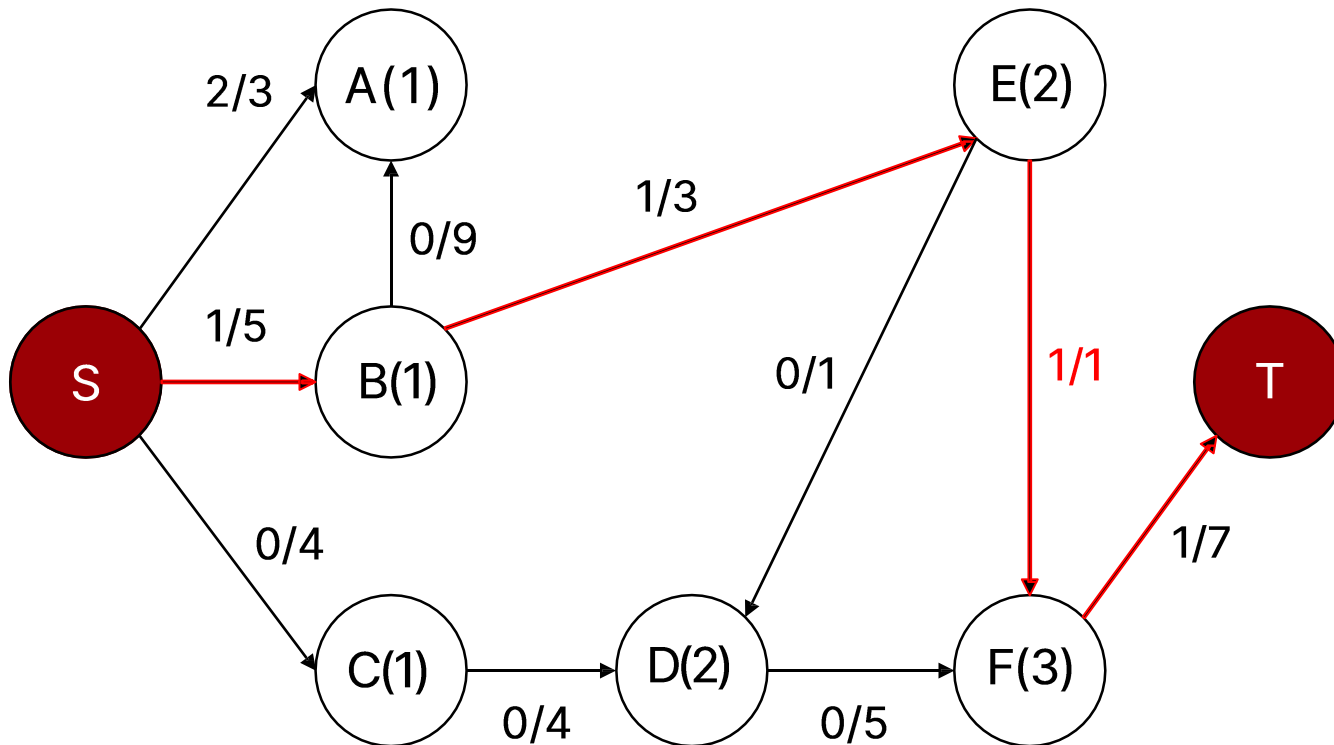 A(1)
E(2)
2/3
1/3
0/9
1/5
S
B(1)
0/1
1/1
T
0/4
1/7
C(1)
D(2)
F(3)
0/4
0/5